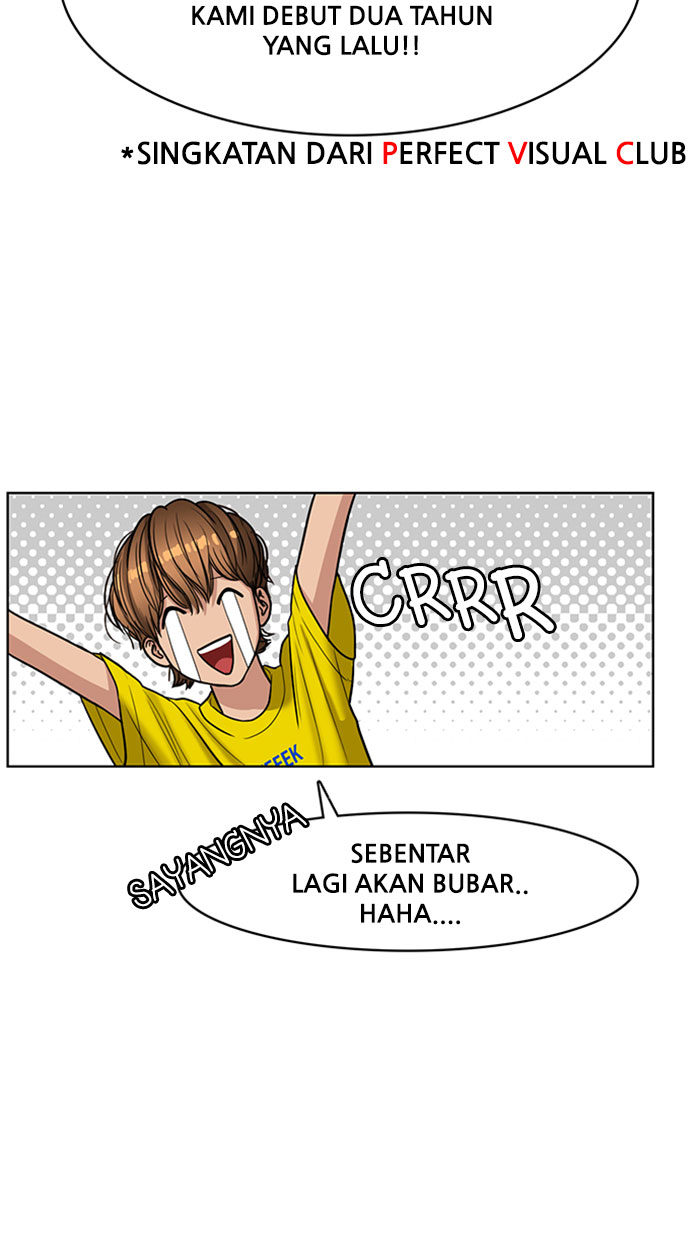 KAMI DEBUT DUA TAHUN
YANG LALU!!
*SINGKATAN DARI PERFECT VISUAL CLUB
CRRR
EEK
SAYANGNYA
SEBENTAR
LAGI AKAN BUBAR..
HAHA....